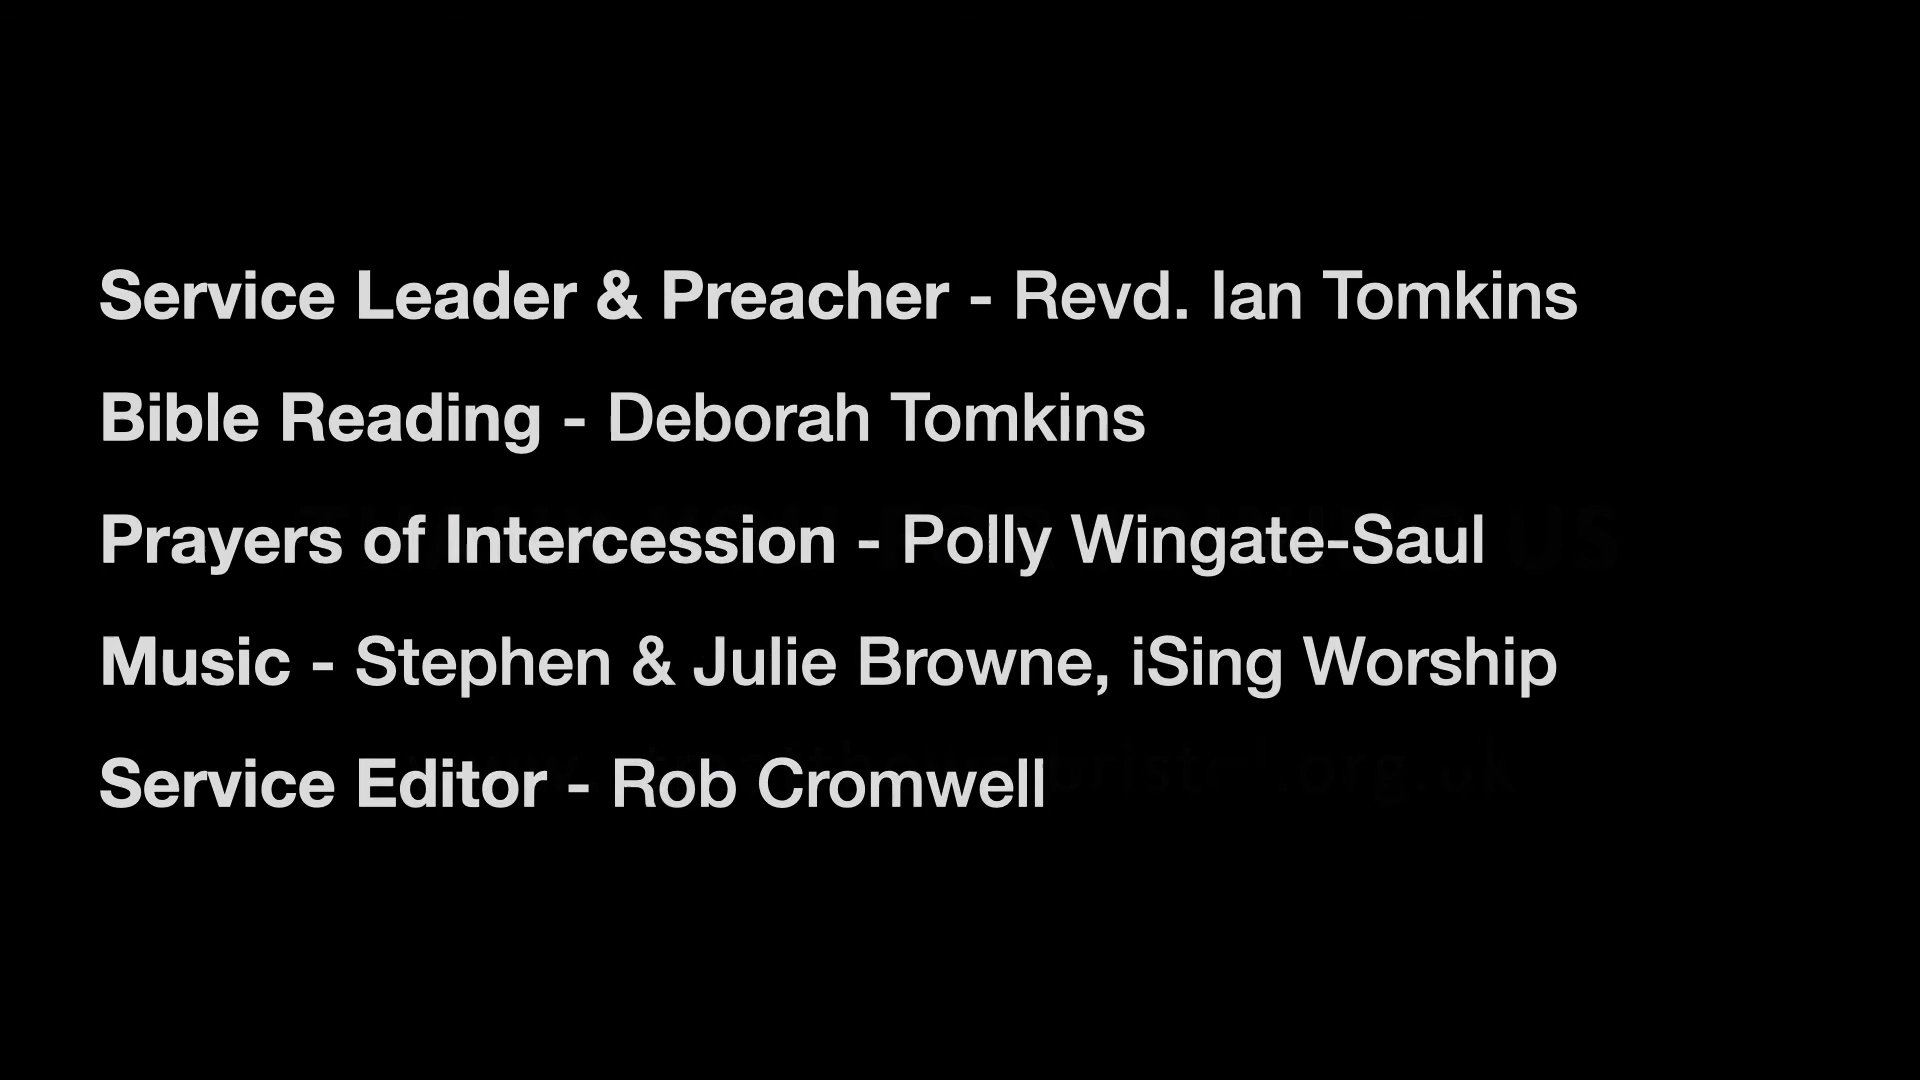 Service Leader & Preacher - Revd. Ian Tomkins
Bible Reading - Deborah Tomkins
Prayers of Intercession - Polly Wingate-Saul
US
Music - Stephen & Julie Browne, iSing Worship
Service Editor - Rob Cromwell